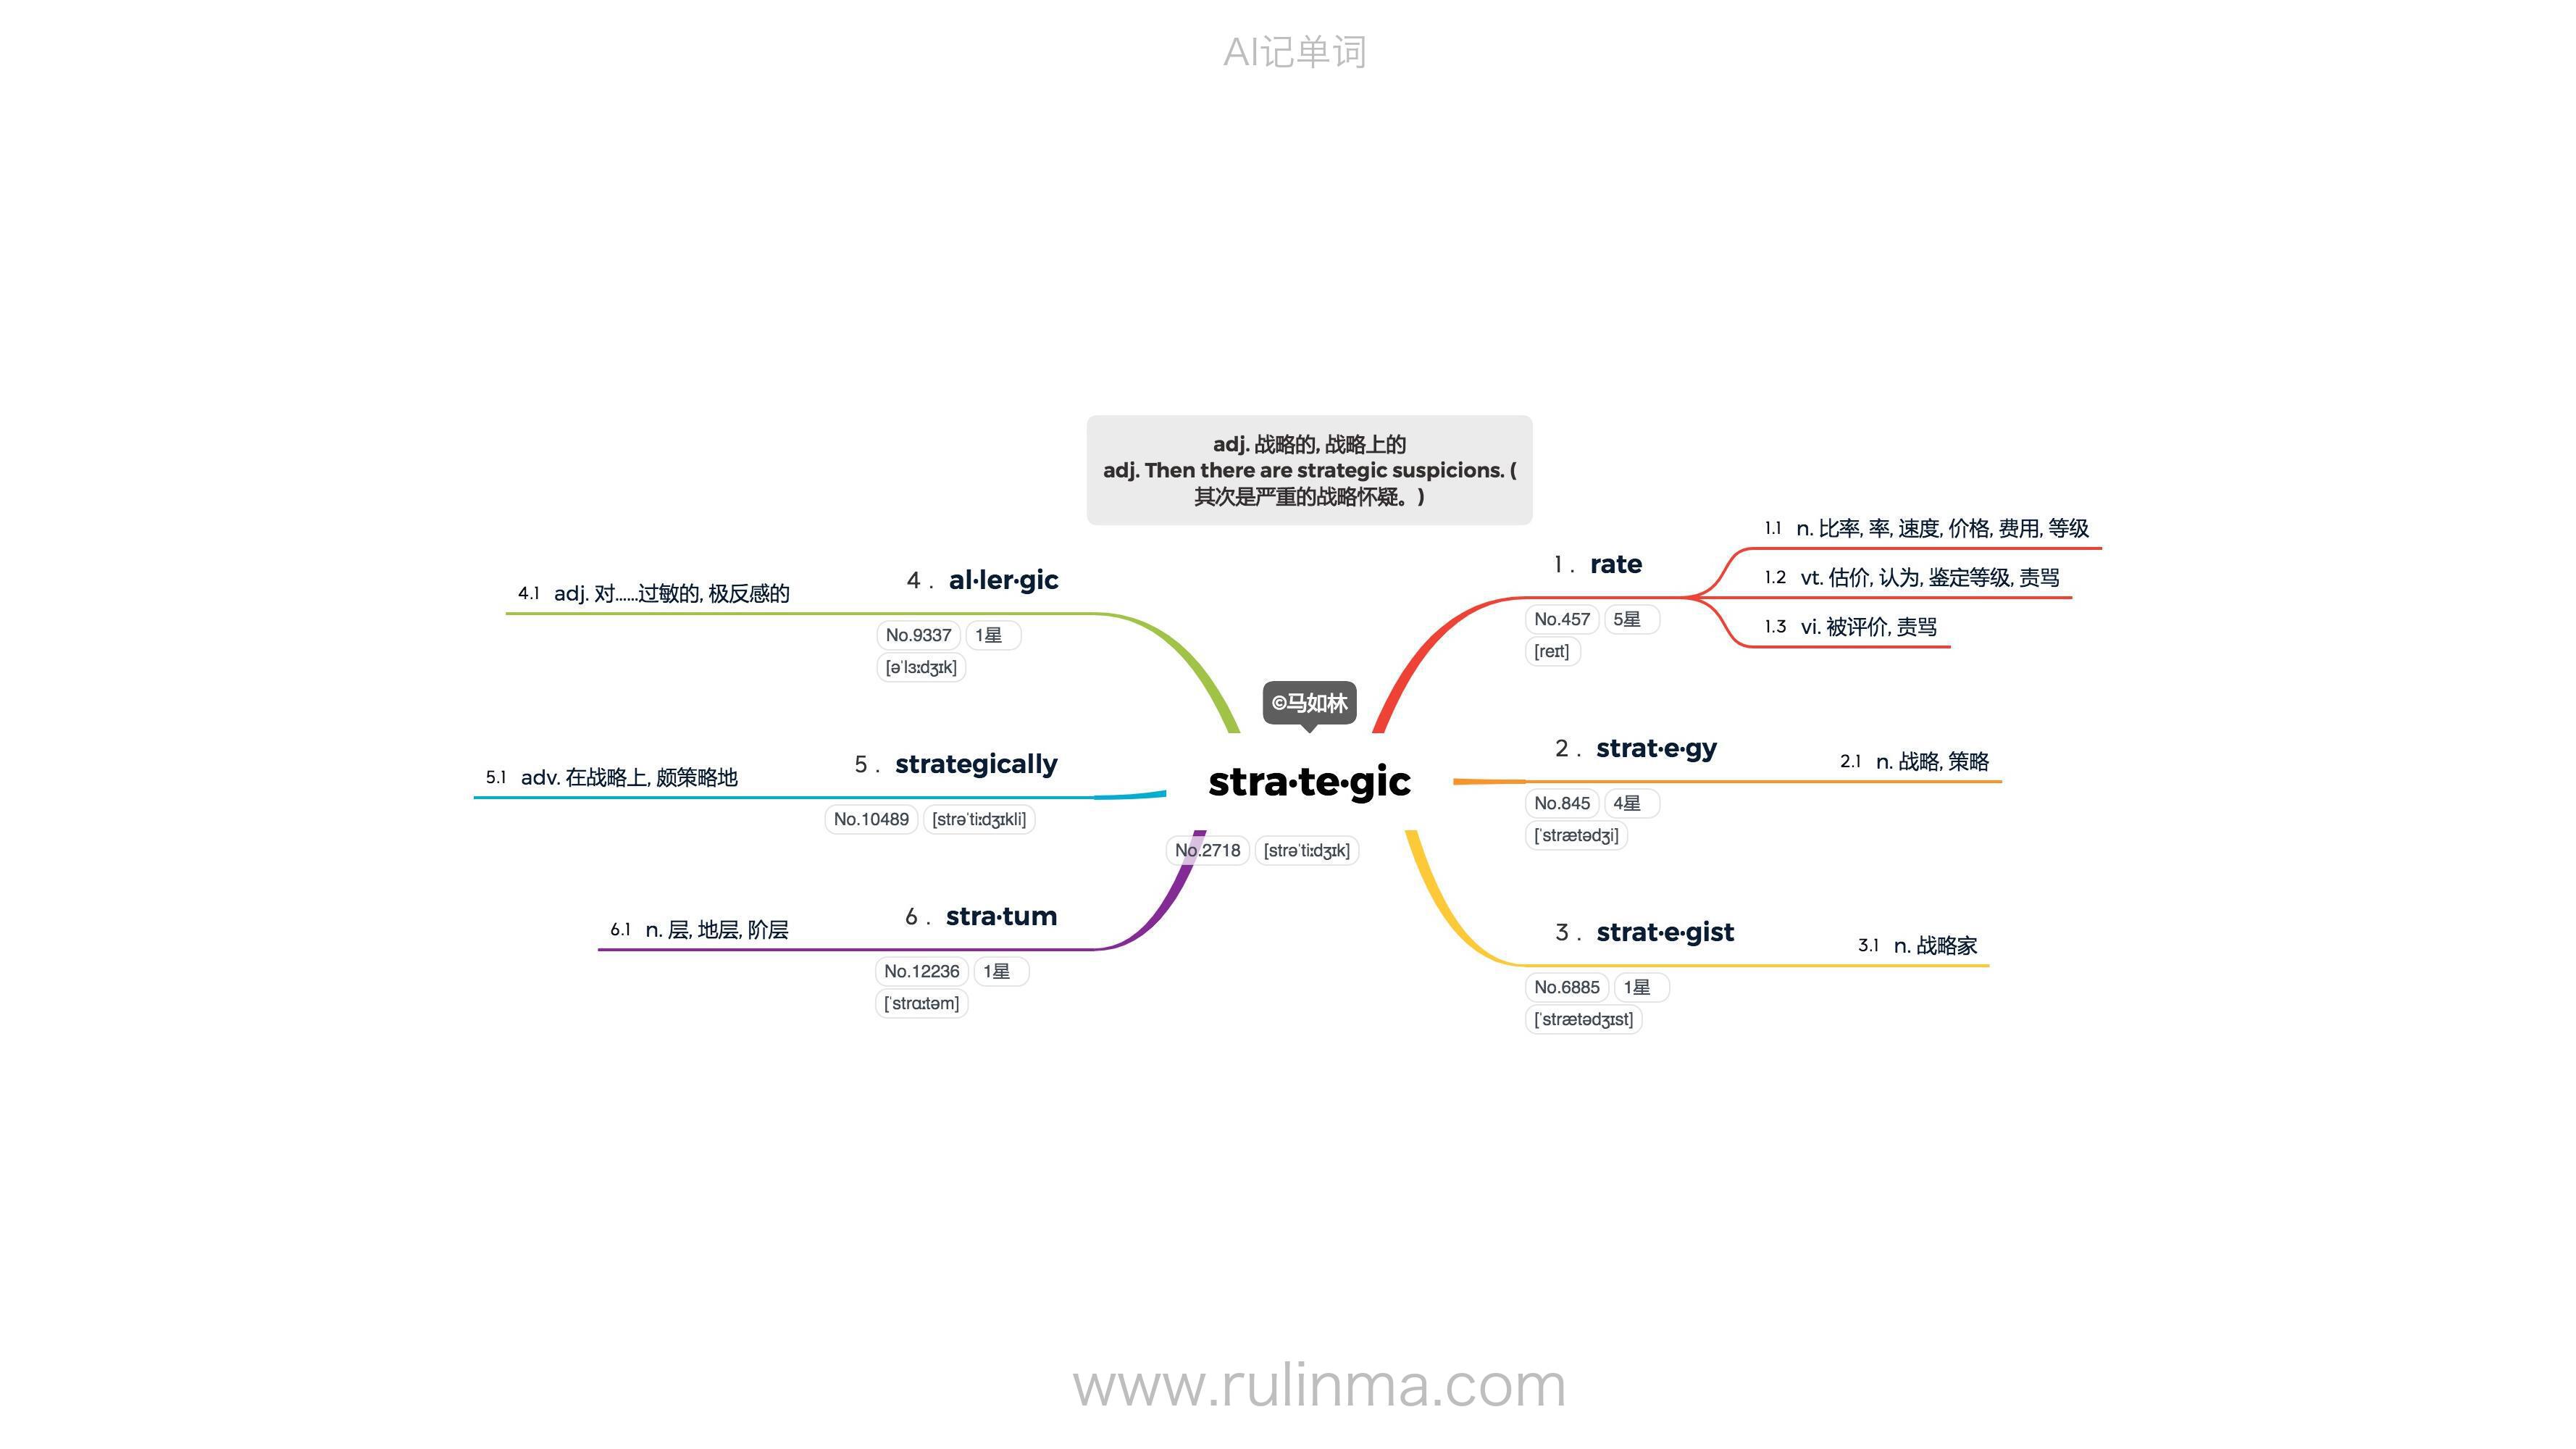 AI记单词
adj. 战略的, 战略上的
adj. Then there are strategic suspicions. (
其次是严重的战略怀疑。)
©马如林
stra·te·gic
No.2718 [strəˈtiːdʒɪk]
1 . rate
No.457 5星
[reɪt]
1.1 n. 比率, 率, 速度, 价格, 费用, 等级
1.2 vt. 估价, 认为, 鉴定等级, 责骂
1.3 vi. 被评价, 责骂
2 . strat·e·gy
No.845 4星
[ˈstrætədʒi]
2.1 n. 战略, 策略
3 . strat·e·gist
No.6885 1星
[ˈstrætədʒɪst]
3.1 n. 战略家
4 . al·ler·gic
No.9337 1星
[əˈlɜːdʒɪk]
4.1 adj. 对......过敏的, 极反感的
5 . strategically
No.10489 [strəˈtiːdʒɪkli]
5.1 adv. 在战略上, 颇策略地
6 . stra·tum
No.12236 1星
[ˈstrɑːtəm]
6.1 n. 层, 地层, 阶层
www.rulinma.com